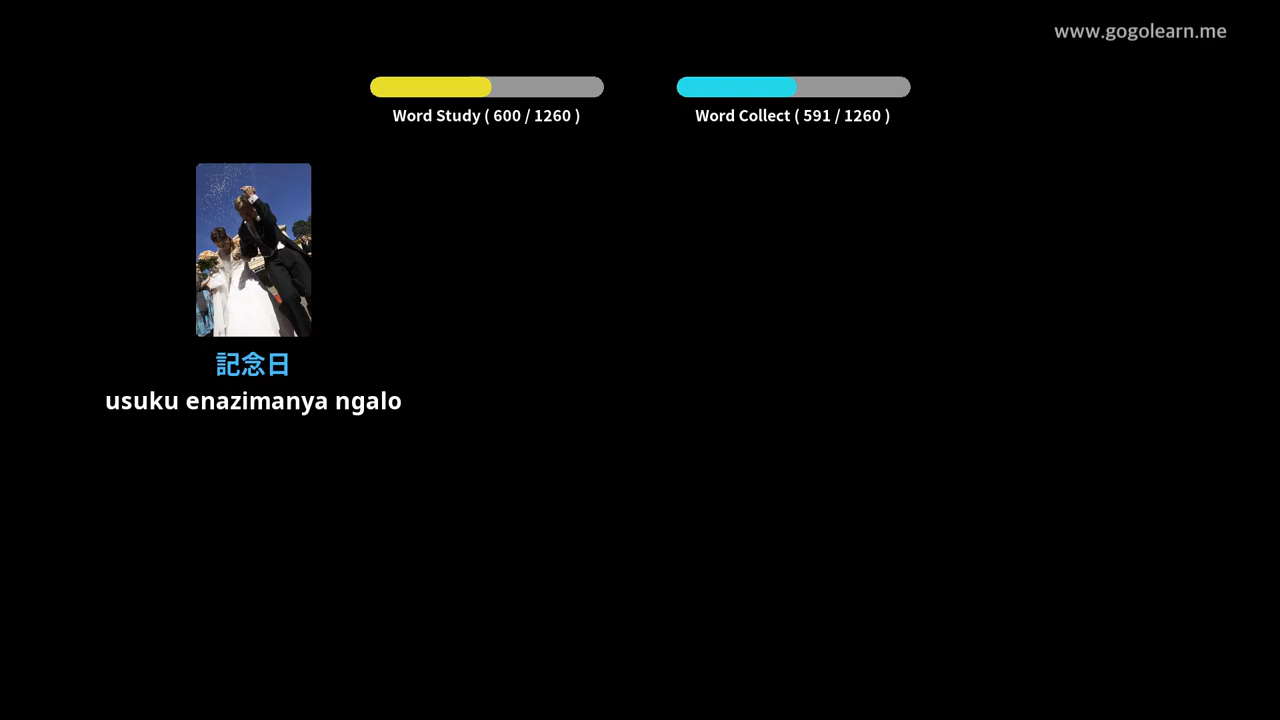 www.gogolearn.me
Word Study ( 600 / 1260 )
Word Collect ( 591 / 1260 )
記念日
usuku enazimanya ngalo